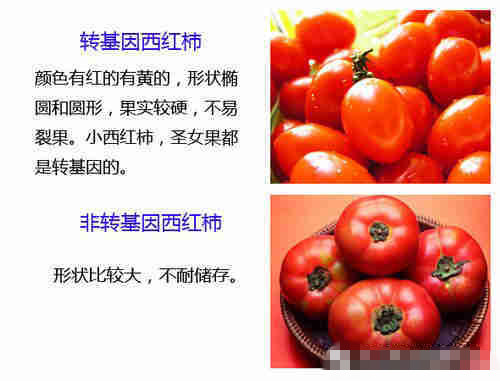 转基因西红柿
颜色有红的有黄的，形状椭
圆和圆形，果实较硬，不易
裂果。小西红柿，圣女果都
是转基因的。
非转基因西红柿
形状比较大，不耐储存。